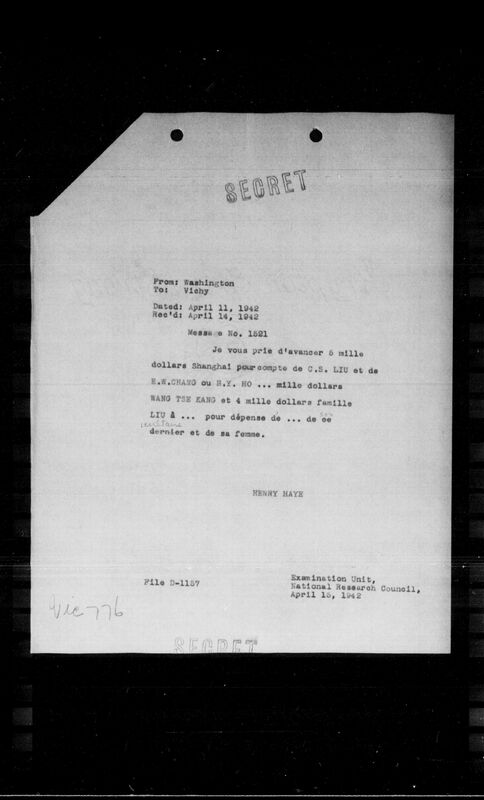 SECRET
From: Washington
To: Vichy
Dated: April 11, 1942
Rec'd: April 14, 1942
Message No. 1521
Je vous prie d'avancer 5 mille
dollars Shanghai pour compte de C.S. LIU et de
E.W.CHANG ou H.Y. HO ... mille dollars
WANG TSE KANG et 4 mille dollars famille
LIU à ... pour dépense de ... de ce
dernier et de sa femme.
HENRY HAYE
File D-1157
Examination Unit,
National Research Council,
April 15, 1942
Vic 776
SECRET